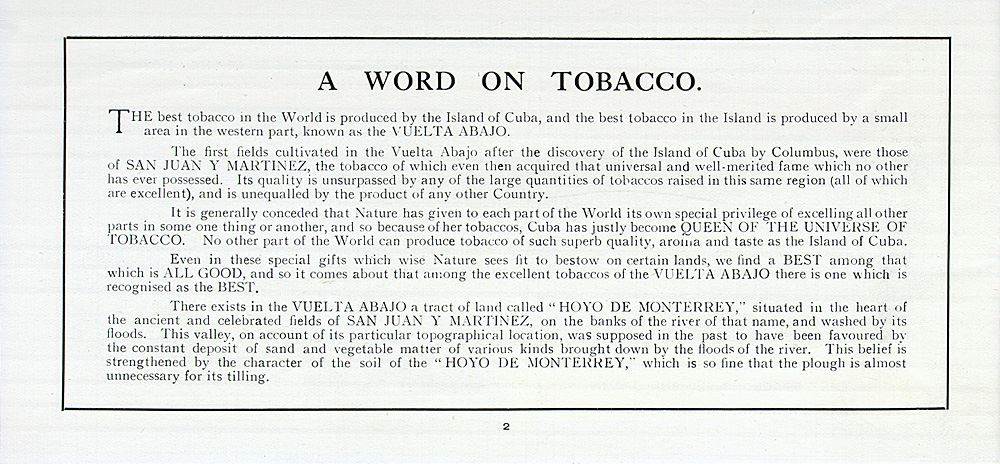 A WORD ON TOBACCO.
THE best tobacco in the World is produced by the Island of Cuba, and the best tobacco in the Island is produced by a small
area in the western part, known as the VUELTA ABAJO.
The first fields cultivated in the Vuelta Abajo after the discovery of the Island of Cuba by Columbus, were those
of SAN JUAN Y MARTINEZ, the tobacco of which even then acquired that universal and well-merited fame which no other
has ever possessed. Its quality is unsurpassed by any of the large quantities of tobaccos raised in this same region (all of which
are excellent), and is unequalled by the product of any other Country.
It is generally conceded that Nature has given to each part of the World its own special privilege of excelling all other
parts in some one thing or another, and so because of her tobaccos, Cuba has justly become QUEEN OF THE UNIVERSE OF
TOBACCO. No other part of the World can produce tobacco of such superb quality, aroma and taste as the Island of Cuba.
Even in these special gifts which wise Nature sees fit to bestow on certain lands, we find a BEST among that
which is ALL GOOD, and so it comes about that among the excellent tobaccos of the VUELTA ABAJO there is one which is
recognised as the BEST.
There exists in the VUELTA ABAJO a tract of land called "HOYO DE MONTERREY," situated in the heart of
the ancient and celebrated fields of SAN JUAN Y MARTINEZ, on the banks of the river of that name, and washed by its
floods. This valley, on account of its particular topographical location, was supposed in the past to have been favoured by
the constant deposit of sand and vegetable matter of various kinds brought down by the floods of the river. This belief is
strengthened by the character of the soil of the "HOYO DE MONTERREY," which is so fine that the plough is almost
unnecessary for its tilling.
2